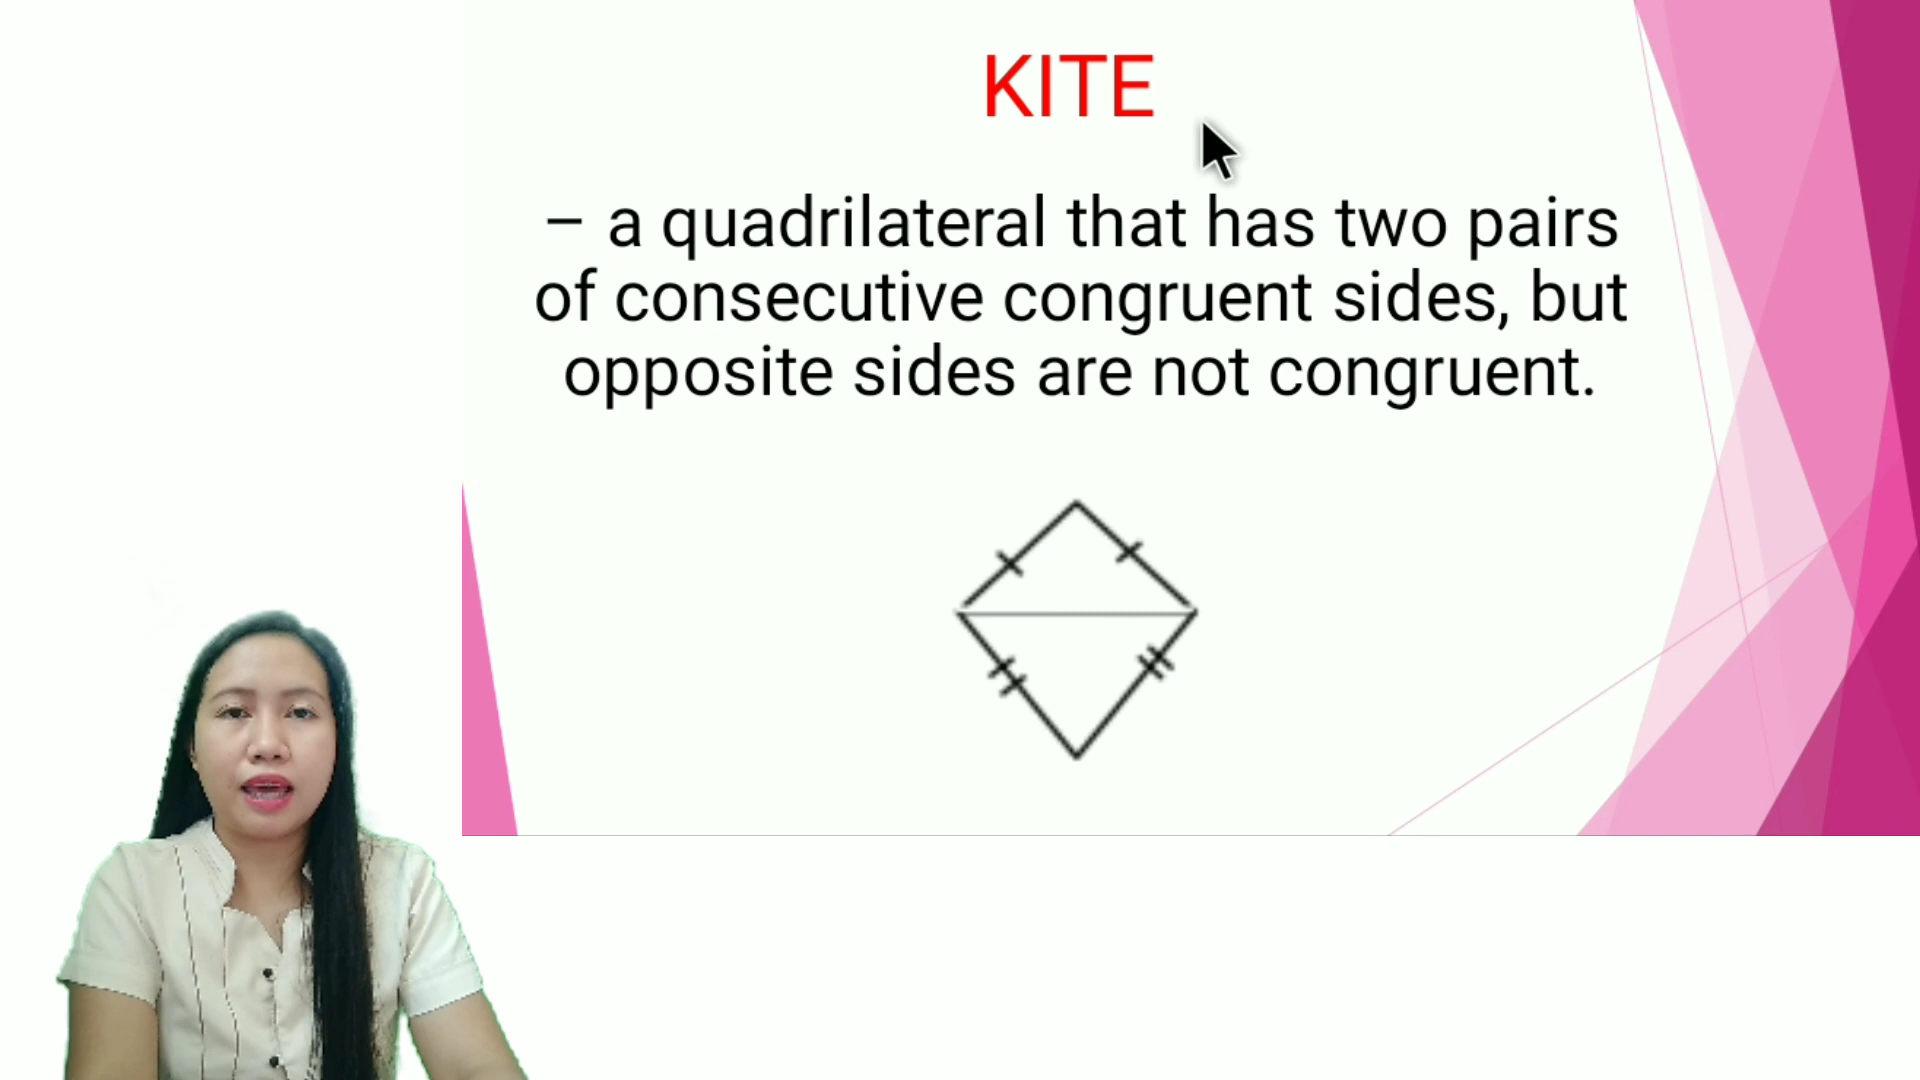 KITE
– a quadrilateral that has two pairs
of consecutive congruent sides, but
opposite sides are not congruent.